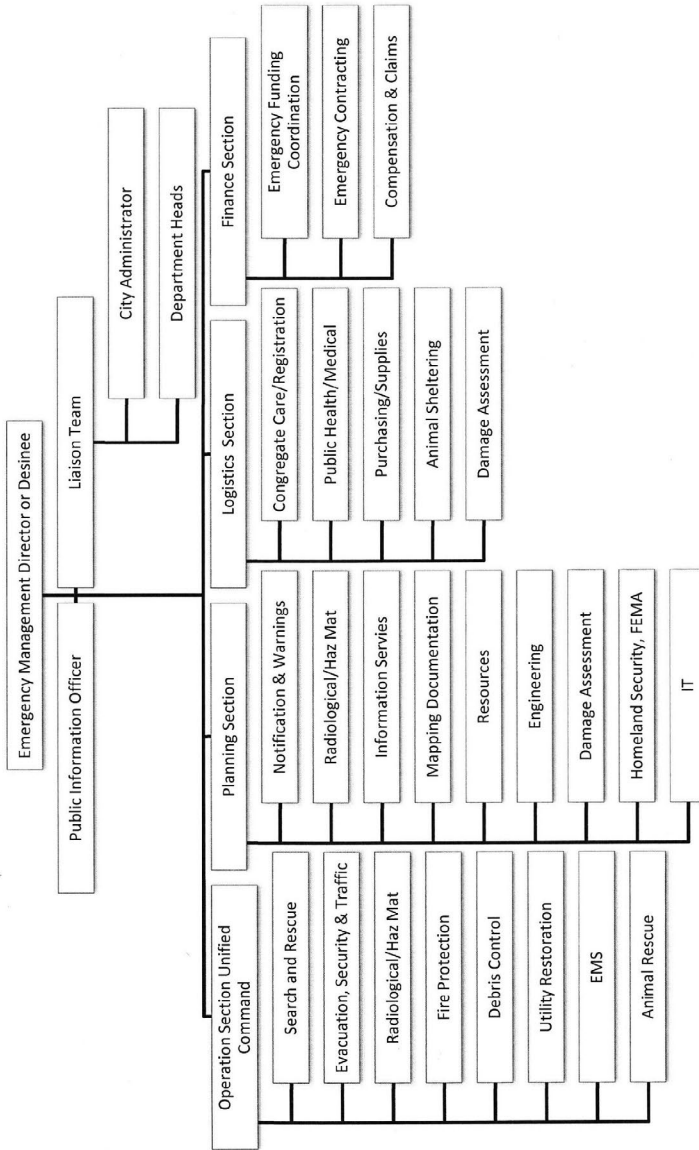 Emergency Management Director or Desinee
Public Information Officer
Liaison Team
City Administrator
Department Heads
Operation Section Unified
Command
Search and Rescue
Evacuation, Security & Traffic
Radiological/Haz Mat
Fire Protection
Debris Control
Utility Restoration
EMS
Animal Rescue
Planning Section
Notification & Warnings
Radiological/Haz Mat
Information Servies
Mapping Documentation
Resources
Engineering
Damage Assessment
Homeland Security, FEMA
IT
Logistics Section
Congregate Care/Registration
Public Health/Medical
Purchasing/Supplies
Animal Sheltering
Damage Assessment
Finance Section
Emergency Funding
Coordination
Emergency Contracting
Compensation & Claims